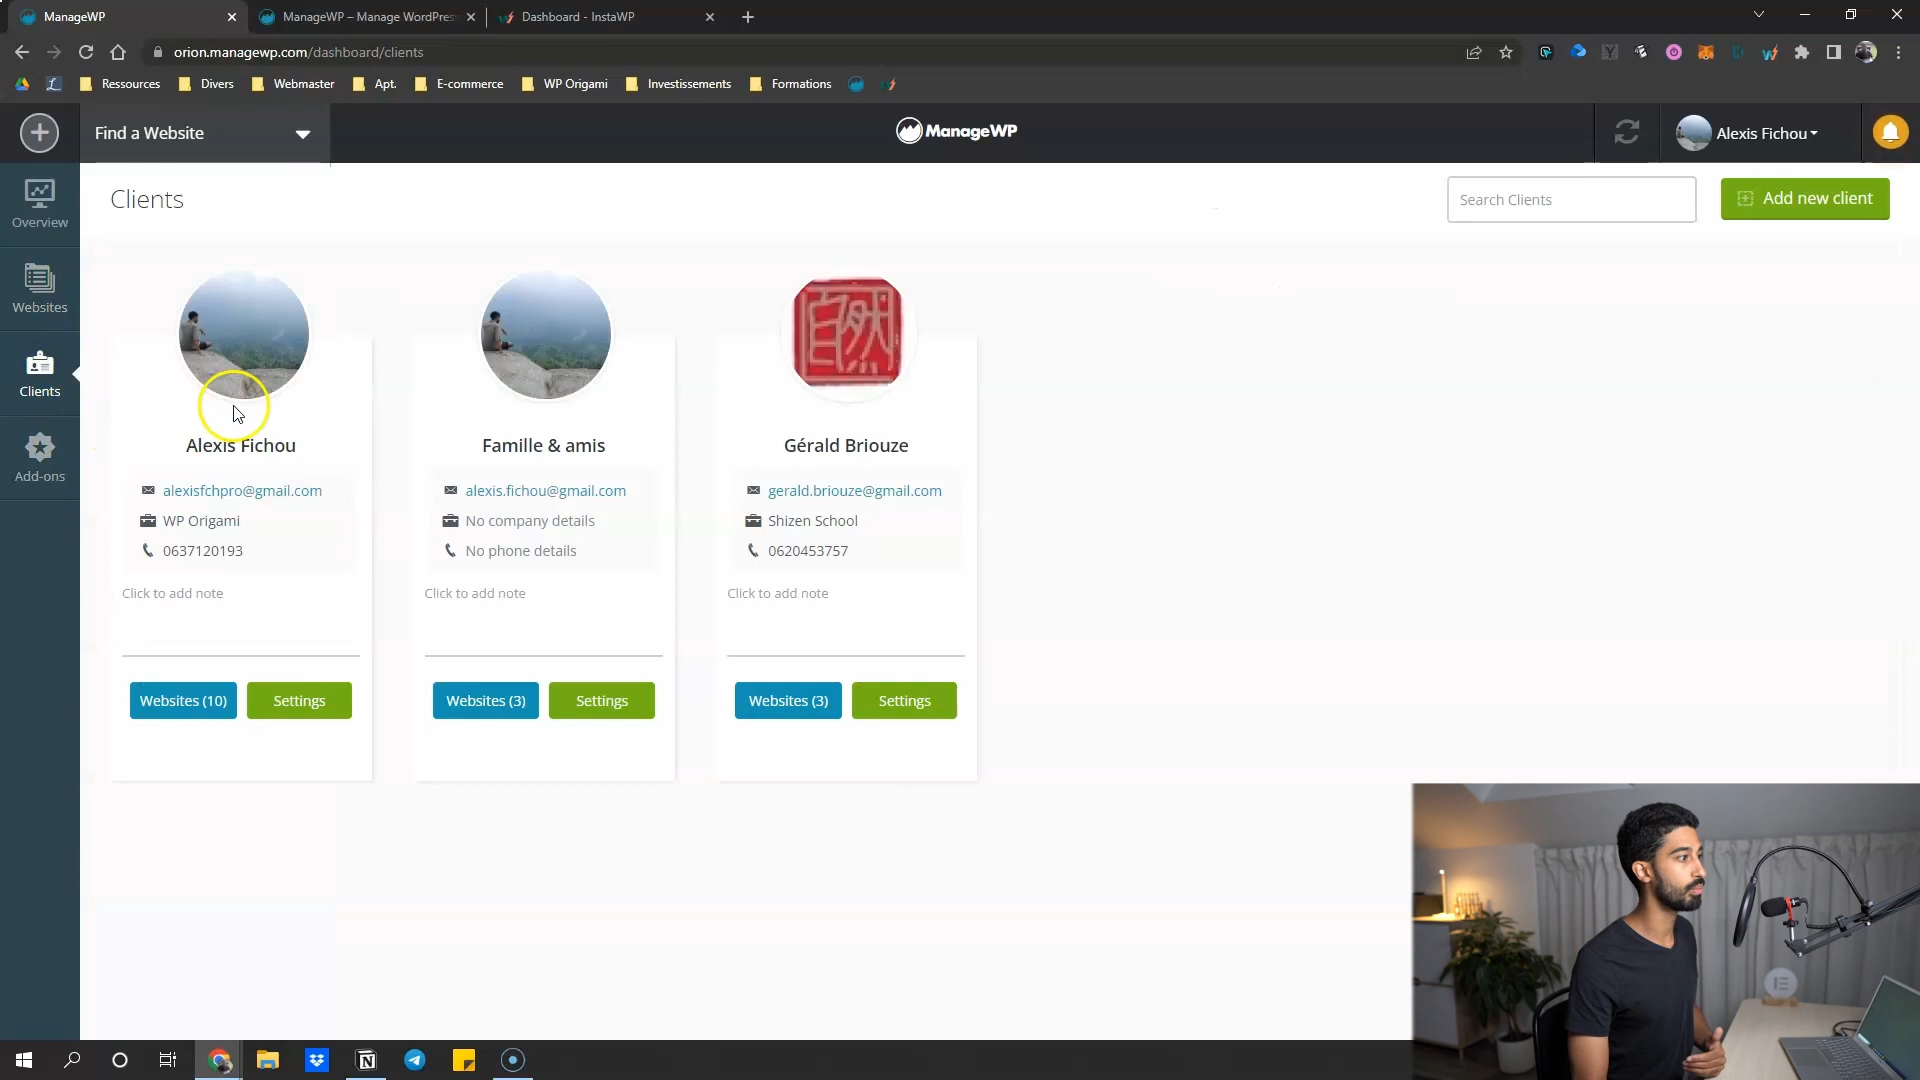 ManageWP
ManageWP – Manage WordPres
Dashboard - InstaWP
orion.managewp.com/dashboard/clients
Ressources
Divers
Webmaster
Apt.
E-commerce
WP Origami
Investissements
Formations
Find a Website
ManageWP
Alexis Fichou
Overview
Websites
Clients
Add-ons
Clients
Search Clients
Add new client
自然
Alexis Fichou
alexisfchpro@gmail.com
WP Origami
0637120193
Click to add note
Websites (10)
Settings
Famille & amis
alexis.fichou@gmail.com
No company details
No phone details
Click to add note
Websites (3)
Settings
Gérald Briouze
gerald.briouze@gmail.com
Shizen School
0620453757
Click to add note
Websites (3)
Settings